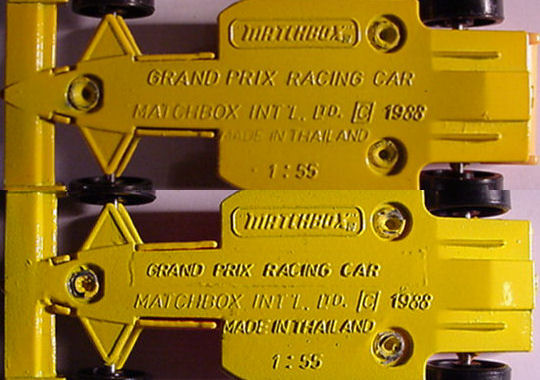 MATCHBOX
GRAND PRIX RACING CAR
MATCHBOX INT'L. LTD. [C] 1988
MADE IN THAILAND
1:55
MATCHBOX
GRAND PRIX RACING CAR
MATCHBOX INT'L. LTD. [C] 1988
MADE IN THAILAND
1:55